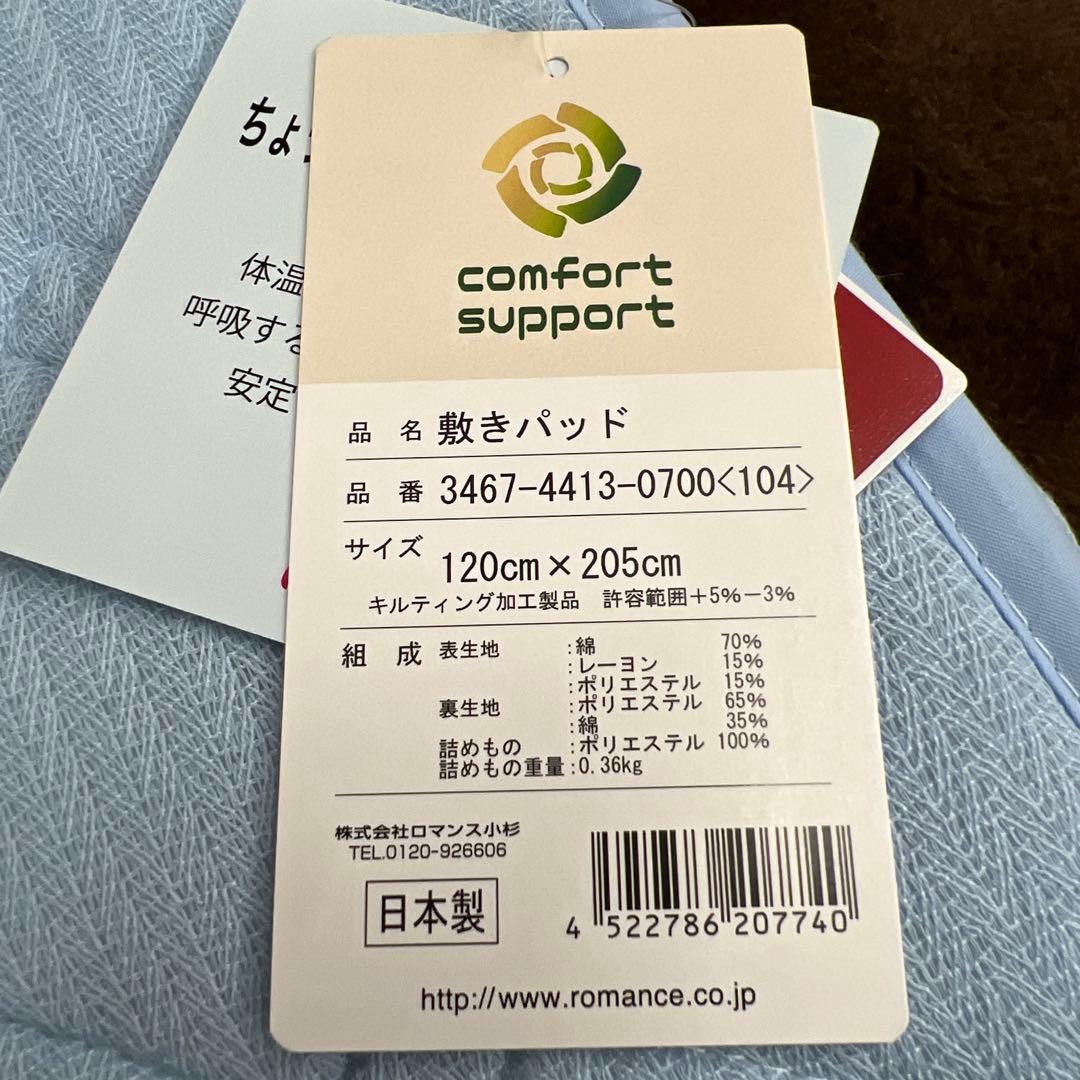 ちょ
体温
呼吸する
安定
comfort
support
品 名 敷きパッド
品 番 3467-4413-0700<104>
サイズ 120cm×205cm
キルティング加工製品 許容範囲+5%-3%
組 成 表生地 :綿 70%
:レーヨン 15%
:ポリエステル 15%
裏生地 :ポリエステル 65%
:綿 35%
詰めもの :ポリエステル 100%
詰めもの重量:0.36kg
株式会社ロマンス小杉
TEL.0120-926606
日本製
4 522786 207740
http://www.romance.co.jp